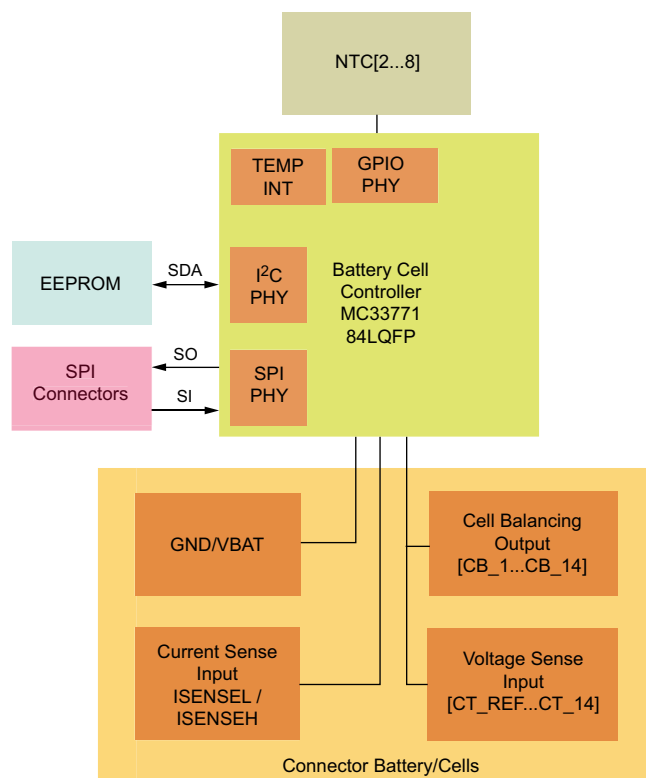 NTC[2...8]
TEMP
INT
GPIO
PHY
EEPROM
SDA
I²C
PHY
Battery Cell
Controller
MC33771
84LQFP
SPI
Connectors
SO
SI
SPI
PHY
GND/VBAT
Cell Balancing
Output
[CB_1...CB_14]
Current Sense
Input
ISENSEL /
ISENSEH
Voltage Sense
Input
[CT_REF...CT_14]
Connector Battery/Cells